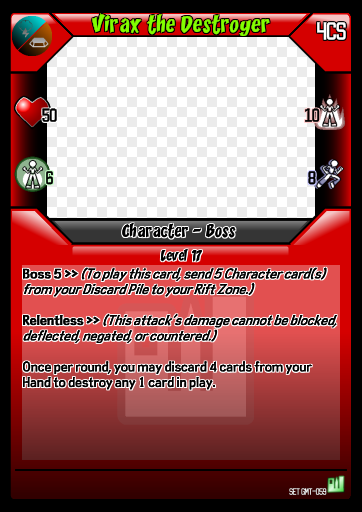 Virax the Destroyer
4CS
50
10
6
8
Character - Boss
Level 17
Boss 5 >> (To play this card, send 5 Character card(s)
from your Discard Pile to your Rift Zone.)
Relentless >> (This attack's damage cannot be blocked,
deflected, negated, or countered.)
Once per round, you may discard 4 cards from your
Hand to destroy any 1 card in play.
SET GMT-059